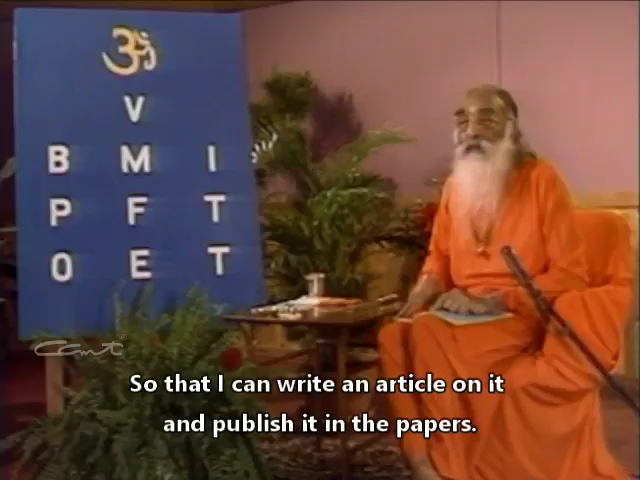 ॐ
V
B M I
P F T
O E T
So that I can write an article on it
and publish it in the papers.